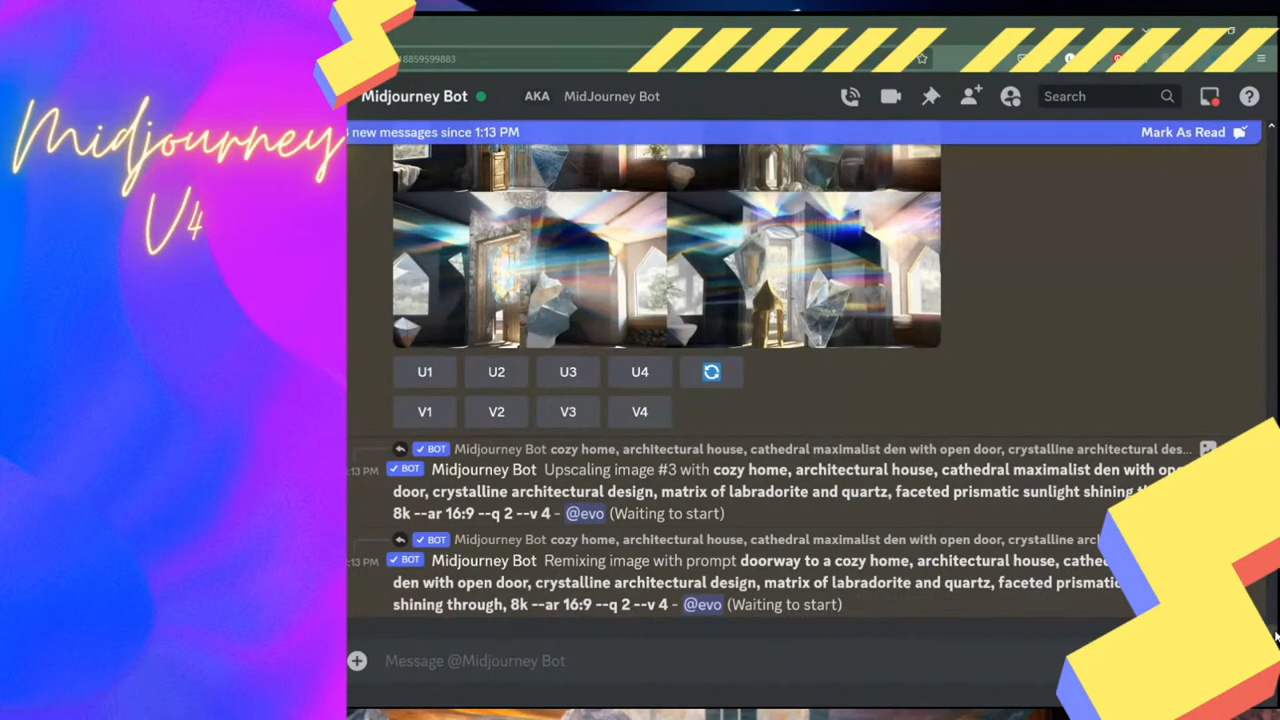 Midjourney
V4
18859599883
Midjourney Bot AKA MidJourney Bot Search
new messages since 1:13 PM Mark As Read
U1 U2 U3 U4
V1 V2 V3 V4
BOT Midjourney Bot cozy home, architectural house, cathedral maximalist den with open door, crystalline architectural des...
:13 PM BOT Midjourney Bot Upscaling image #3 with cozy home, architectural house, cathedral maximalist den with open
door, crystalline architectural design, matrix of labradorite and quartz, faceted prismatic sunlight shining
8k --ar 16:9 --q 2 --v 4 - @evo (Waiting to start)
BOT Midjourney Bot cozy home, architectural house, cathedral maximalist den with open door, crystalline
:13 PM BOT Midjourney Bot Remixing image with prompt doorway to a cozy home, architectural house,
den with open door, crystalline architectural design, matrix of labradorite and quartz, faceted prismatic
shining through, 8k --ar 16:9 --q 2 --v 4 - @evo (Waiting to start)
Message @Midjourney Bot